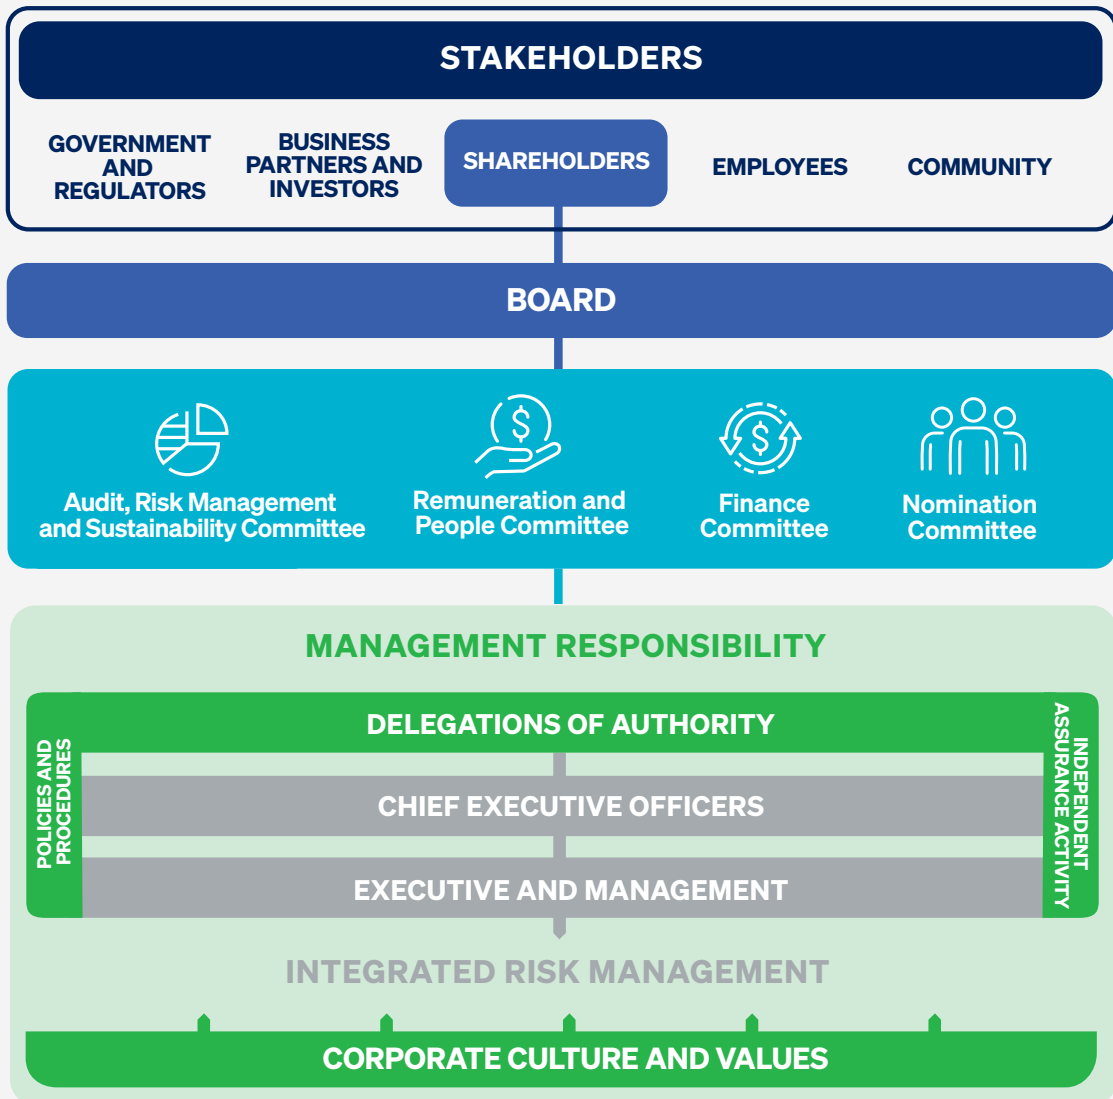 STAKEHOLDERS
GOVERNMENT
AND
REGULATORS
BUSINESS
PARTNERS AND
INVESTORS
SHAREHOLDERS
EMPLOYEES
COMMUNITY
BOARD
Audit, Risk Management
and Sustainability Committee
Remuneration and
People Committee
Finance
Committee
Nomination
Committee
MANAGEMENT RESPONSIBILITY
POLICIES AND
PROCEDURES
DELEGATIONS OF AUTHORITY
CHIEF EXECUTIVE OFFICERS
EXECUTIVE AND MANAGEMENT
INDEPENDENT
ASSURANCE ACTIVITY
INTEGRATED RISK MANAGEMENT
CORPORATE CULTURE AND VALUES